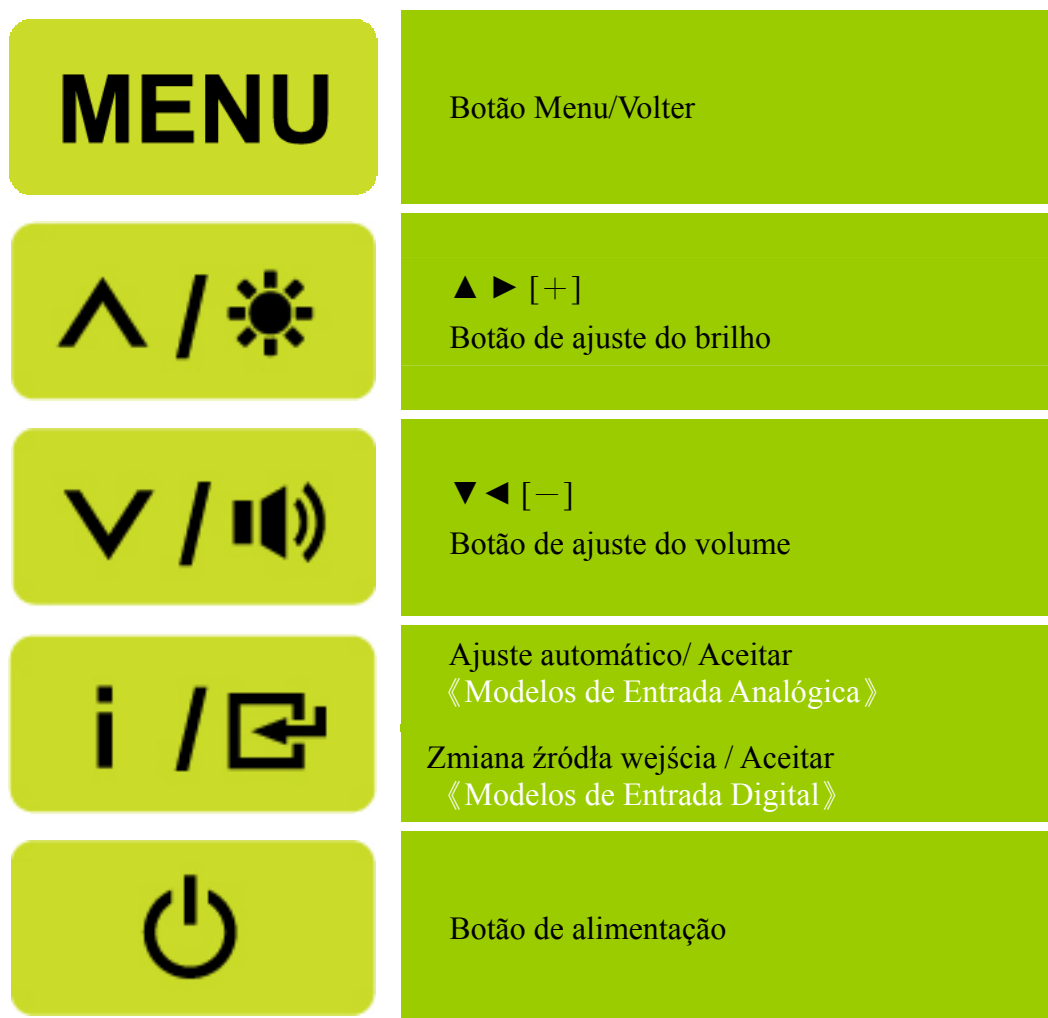 MENU
Botão Menu/Volter
/
▲ ► [+]
Botão de ajuste do brilho
/
▼◄ [－]
Botão de ajuste do volume
i /
Ajuste automático/ Aceitar
《Modelos de Entrada Analógica》
Zmiana źródła wejścia / Aceitar
《Modelos de Entrada Digital》
Botão de alimentação